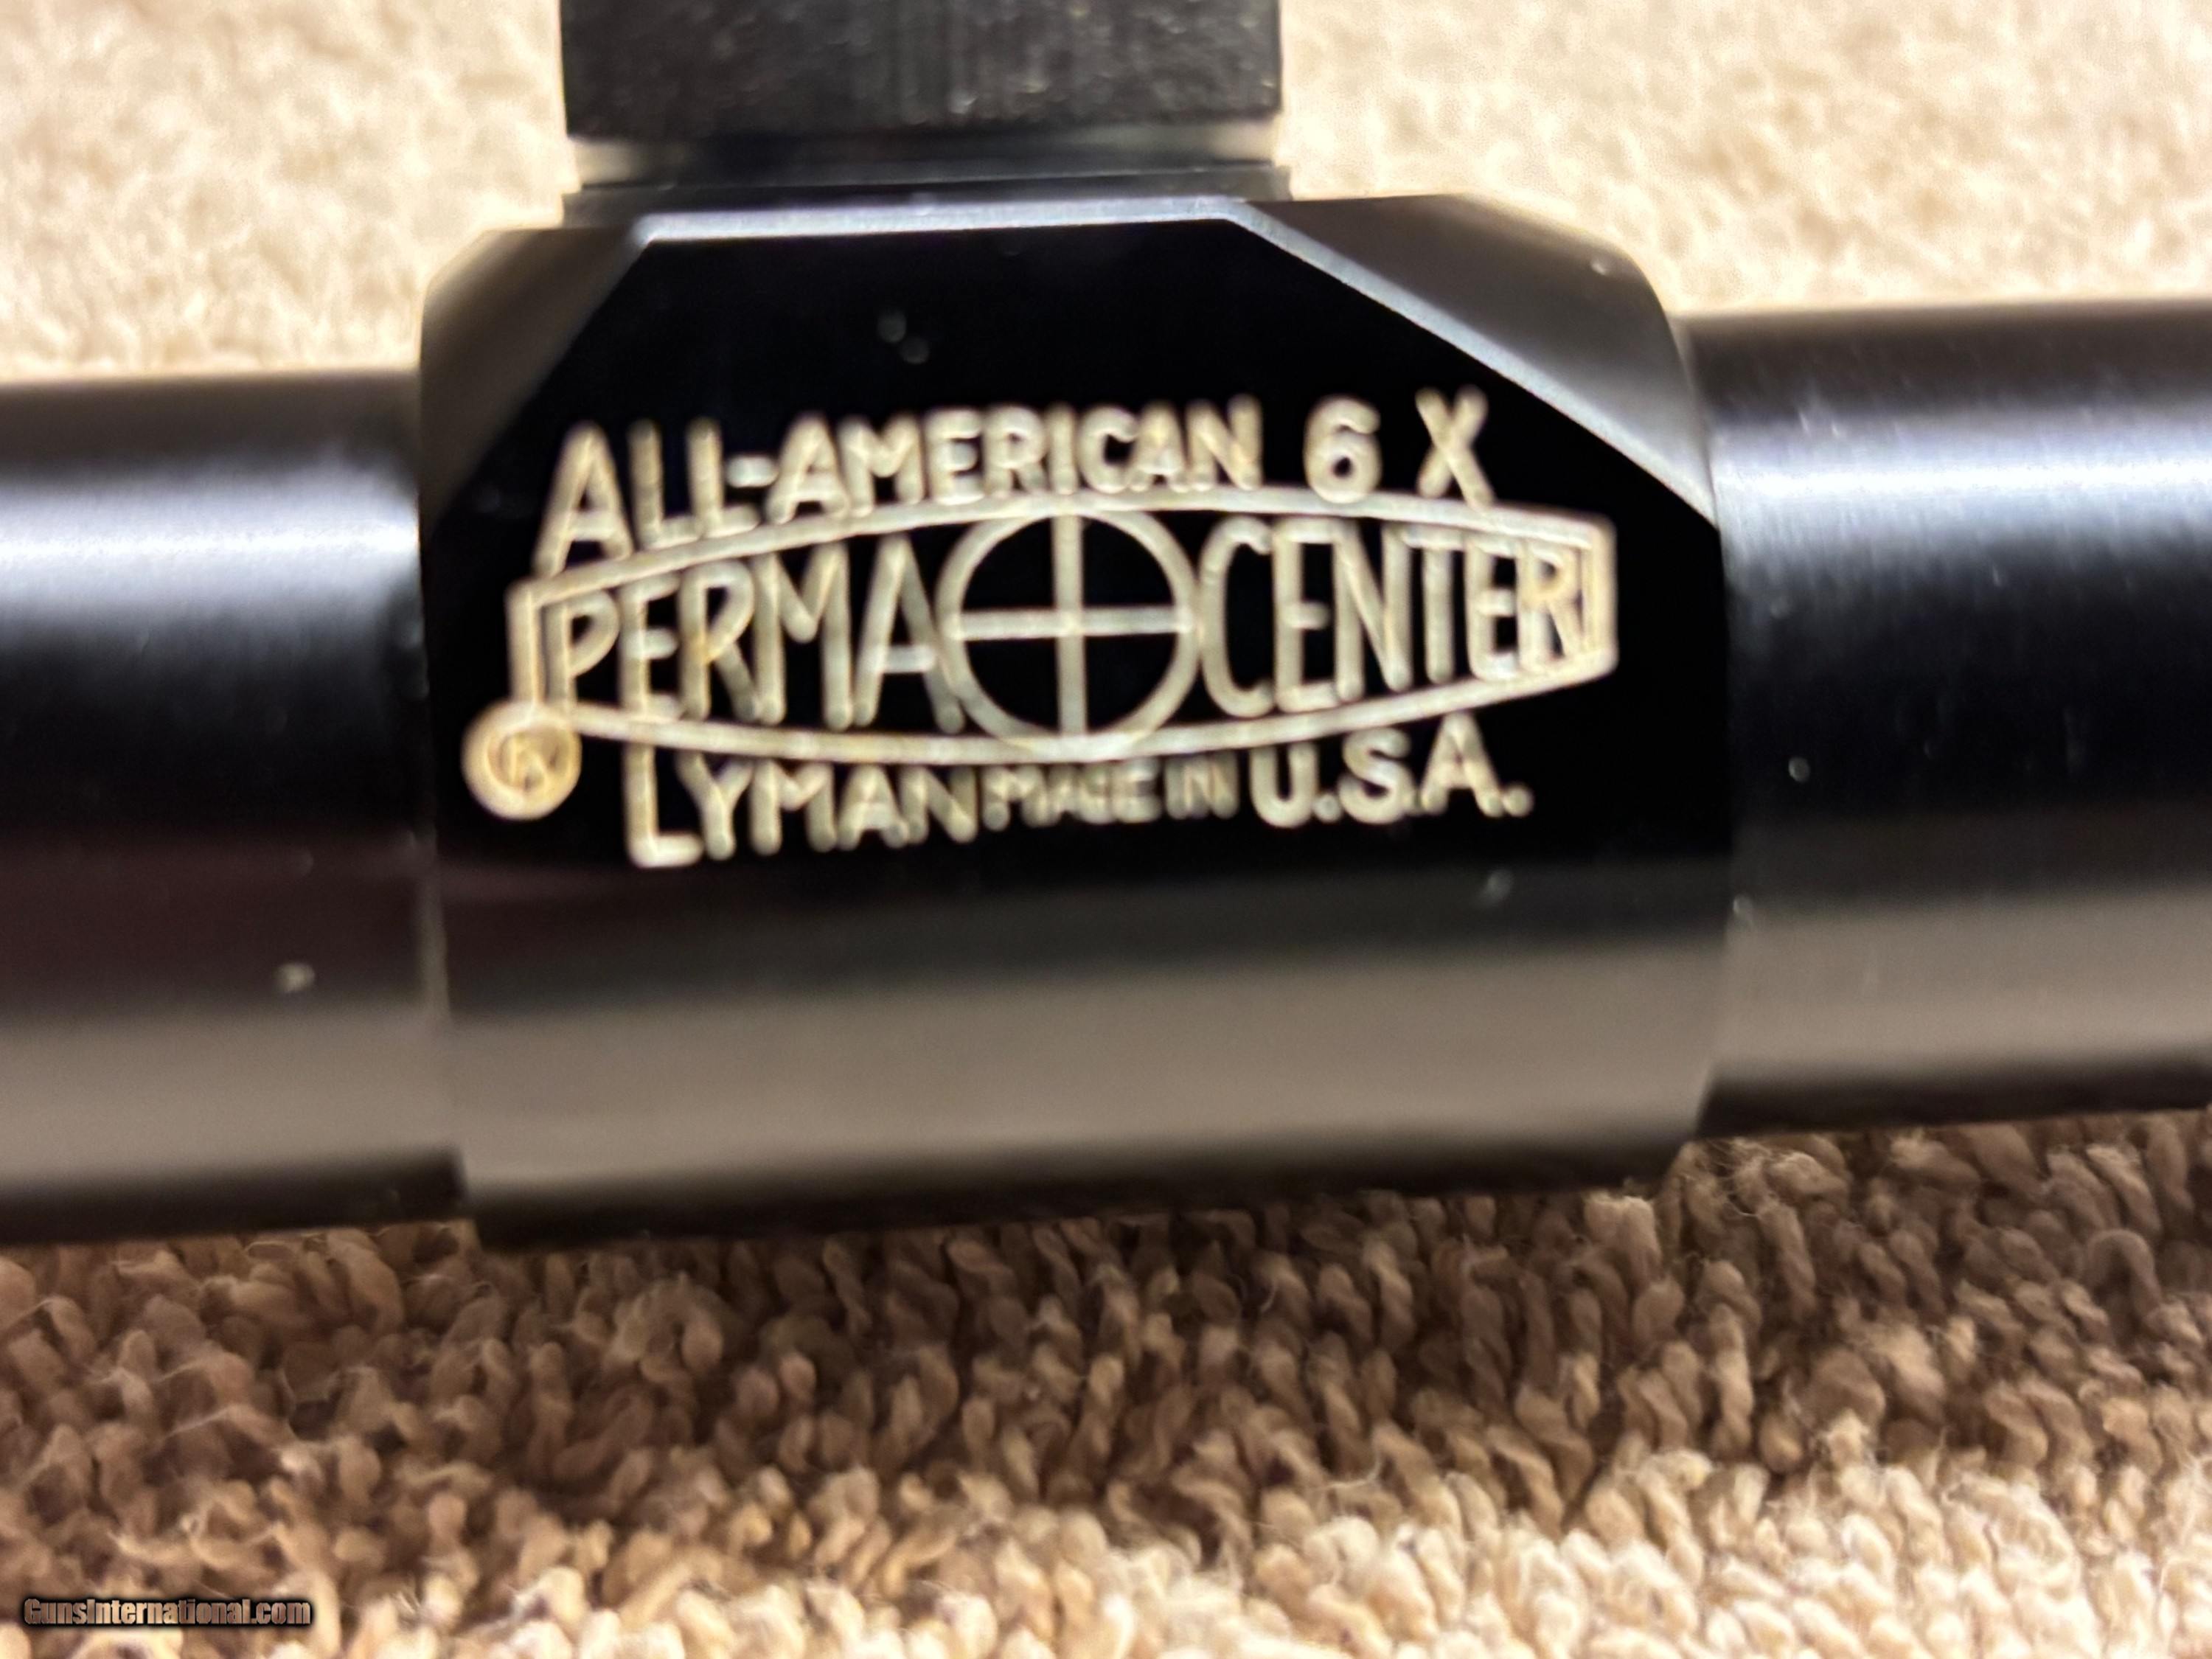 ALL-AMERICAN 6 X
PERMA CENTER
LYMAN MADE IN U.S.A.
GunsInternational.com